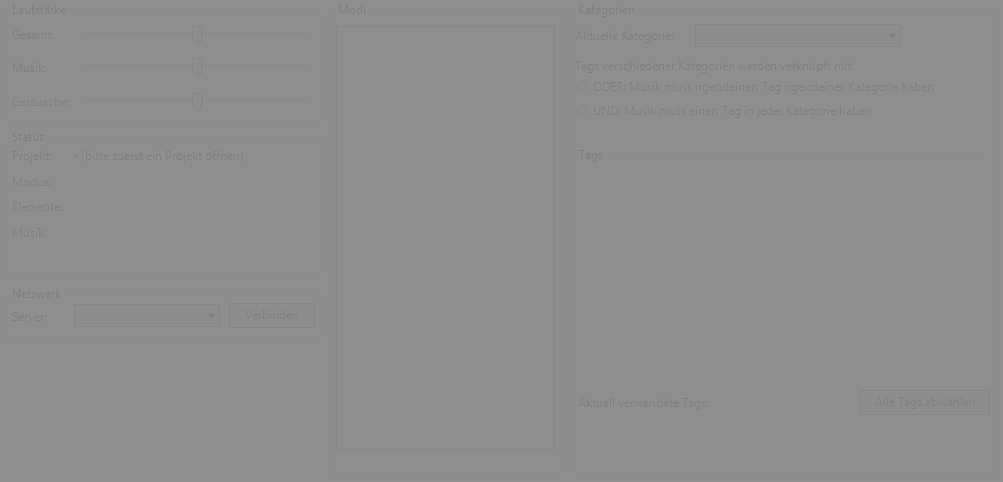 Lautstärke
Gesamt:
Musik:
Geräusche:
Status
Projekt: - (bitte zuerst ein Projekt öffnen)
Modus:
Elemente:
Musik:
Netzwerk
Server: Verbinden
Modi
Kategorien
Aktuelle Kategorie:
Tags verschiedener Kategorien werden verknüpft mit:
ODER: Musik muss irgendeinen Tag irgendeiner Kategorie haben
UND: Musik muss einen Tag in jeder Kategorie haben
Tags
Aktuell verwendete Tags: Alle Tags abwählen